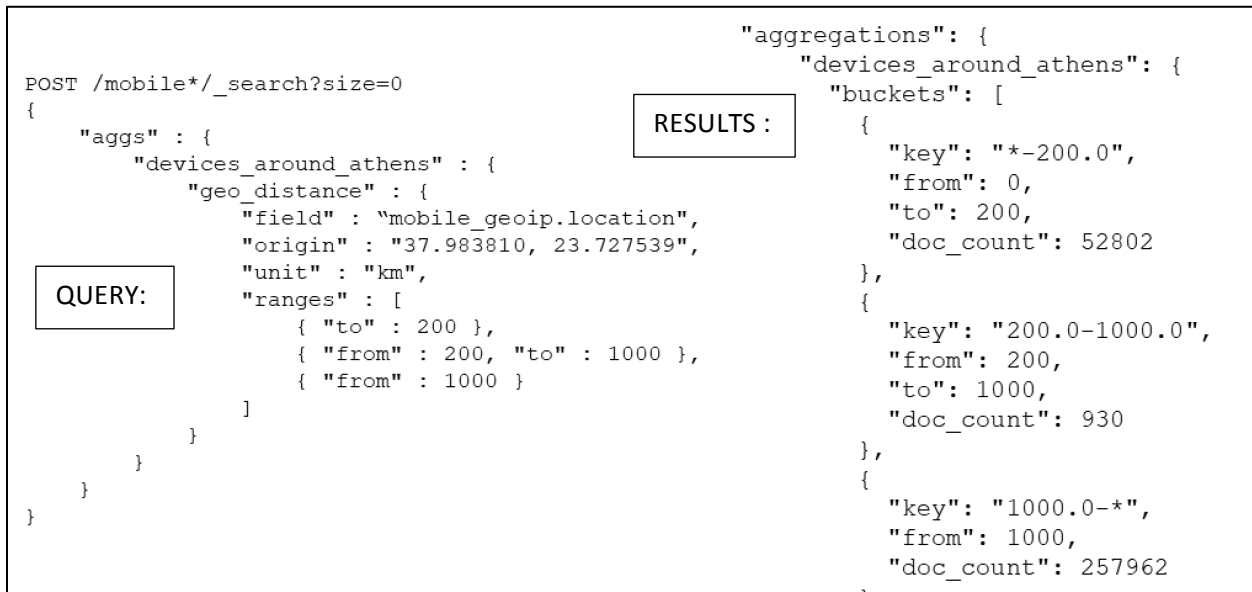 POST /mobile*/_search?size=0
{
"aggs" : {
"devices_around_athens" : {
"geo_distance" : {
"field" : “mobile_geoip.location",
"origin" : "37.983810, 23.727539",
"unit" : "km",
"ranges" : [
{ "to" : 200 },
{ "from" : 200, "to" : 1000 },
{ "from" : 1000 }
]
}
}
}
}
QUERY:
RESULTS :
"aggregations": {
"devices_around_athens": {
"buckets": [
{
"key": "*-200.0",
"from": 0,
"to": 200,
"doc_count": 52802
},
{
"key": "200.0-1000.0",
"from": 200,
"to": 1000,
"doc_count": 930
},
{
"key": "1000.0-*",
"from": 1000,
"doc_count": 257962
}